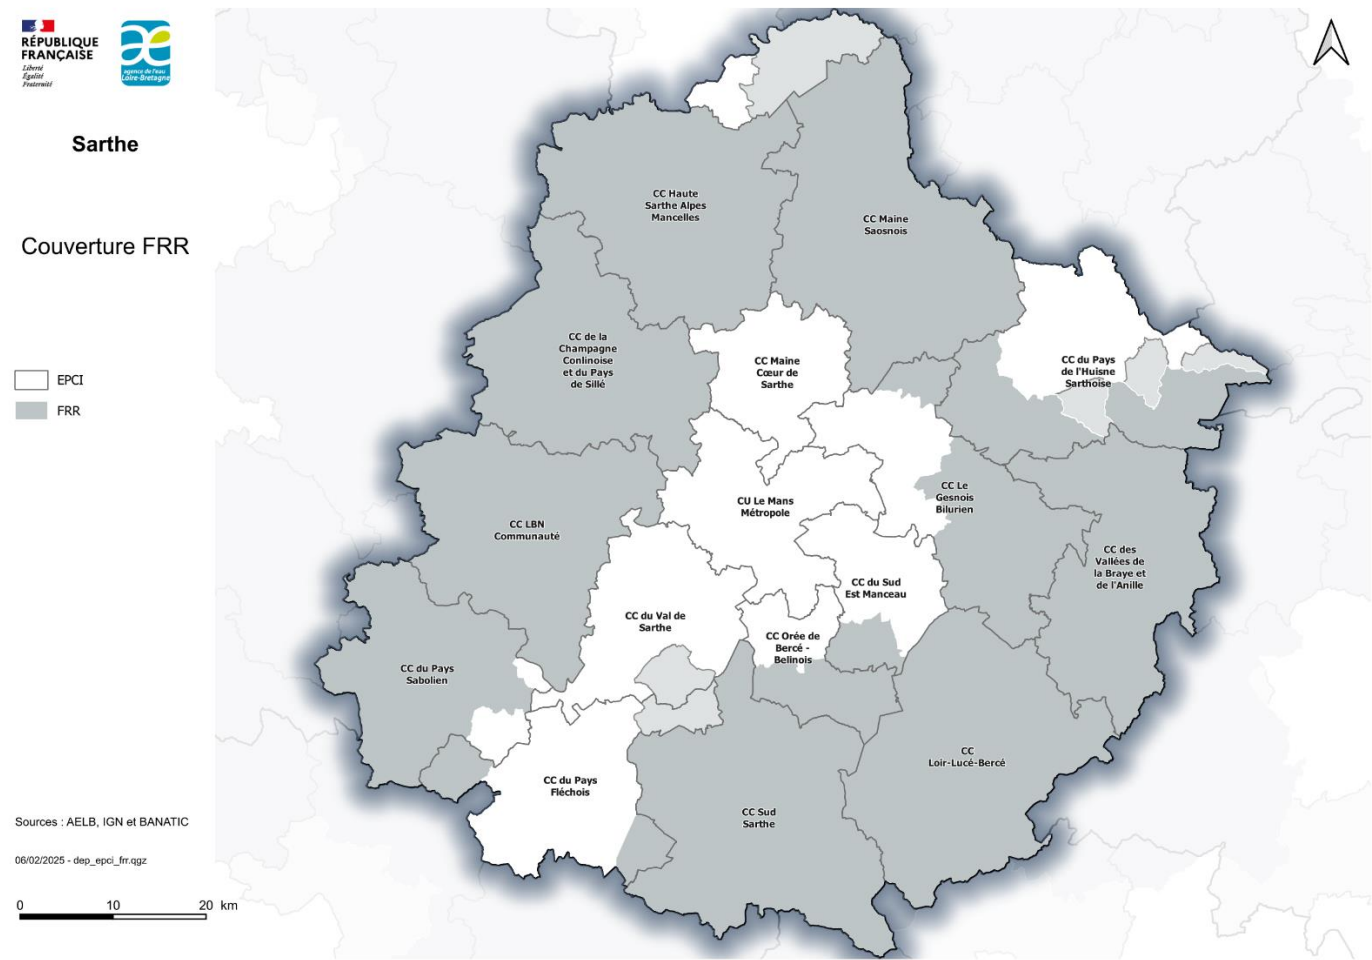 RÉPUBLIQUE
FRANÇAISE
Liberté
Égalité
Fraternité
agence de l'eau
Loire-Bretagne
Sarthe
Couverture FRR
EPCI
FRR
Sources : AELB, IGN et BANATIC
06/02/2025 - dep_epci_frr.qgz
0 10 20 km
CC Haute
Sarthe Alpes
Mancelles
CC Maine
Saosnois
CC de la
Champagne
Conlinoise
et du Pays
de Sillé
CC Maine
Cœur de
Sarthe
CC du Pays
de l'Huisne
Sarthoise
CU Le Mans
Métropole
CC Le
Gesnois
Bilurien
CC LBN
Communauté
CC des
Vallées de
la Braye et
de l'Anille
CC du Sud
Est Manceau
CC du Val de
Sarthe
CC Orée de
Bercé -
Belinois
CC du Pays
Sabolien
CC
Loir-Lucé-Bercé
CC du Pays
Fléchois
CC Sud
Sarthe